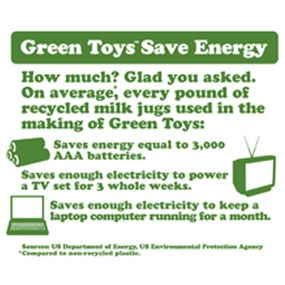 Green Toys™ Save Energy
How much? Glad you asked.
On average*, every pound of
recycled milk jugs used in the
making of Green Toys:
Saves energy equal to 3,000
AAA batteries.
Saves enough electricity to power
a TV set for 3 whole weeks.
Saves enough electricity to keep a
laptop computer running for a month.
Sources: US Department of Energy, US Environmental Protection Agency
*Compared to non-recycled plastic.